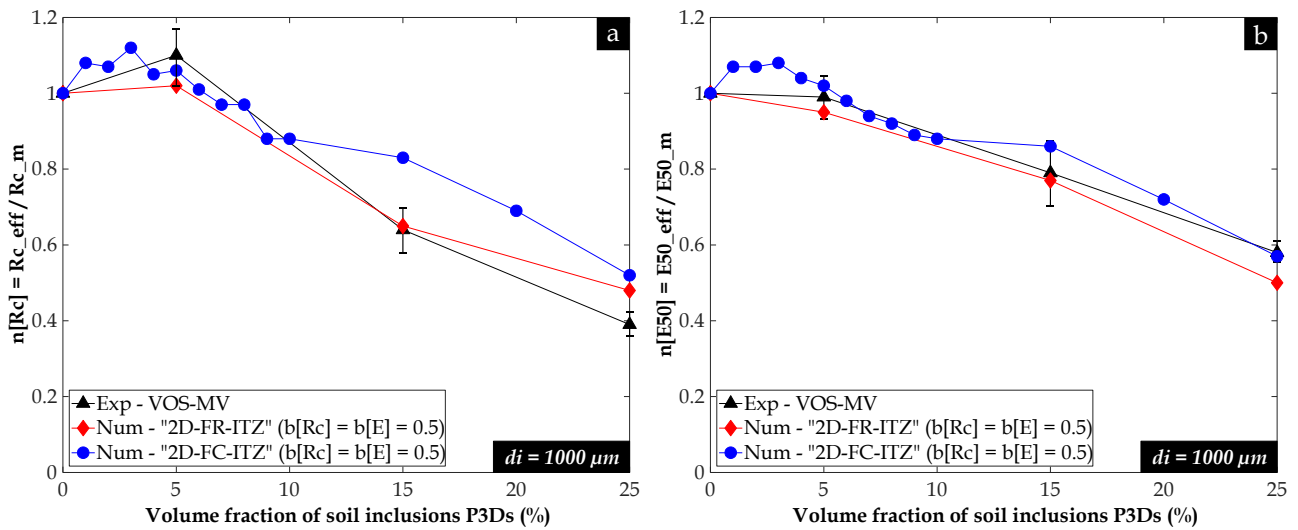 a
n[Rc] = Rc_eff / Rc_m
1.2
1
0.8
0.6
0.4
0.2
0
Exp - VOS-MV
Num - "2D-FR-ITZ" (b[Rc] = b[E] = 0.5)
Num - "2D-FC-ITZ" (b[Rc] = b[E] = 0.5)
di = 1000 µm
0 5 10 15 20 25
Volume fraction of soil inclusions P3Ds (%)
b
n[E50] = E50_eff / E50_m
1.2
1
0.8
0.6
0.4
0.2
0
Exp - VOS-MV
Num - "2D-FR-ITZ" (b[Rc] = b[E] = 0.5)
Num - "2D-FC-ITZ" (b[Rc] = b[E] = 0.5)
di = 1000 µm
0 5 10 15 20 25
Volume fraction of soil inclusions P3Ds (%)